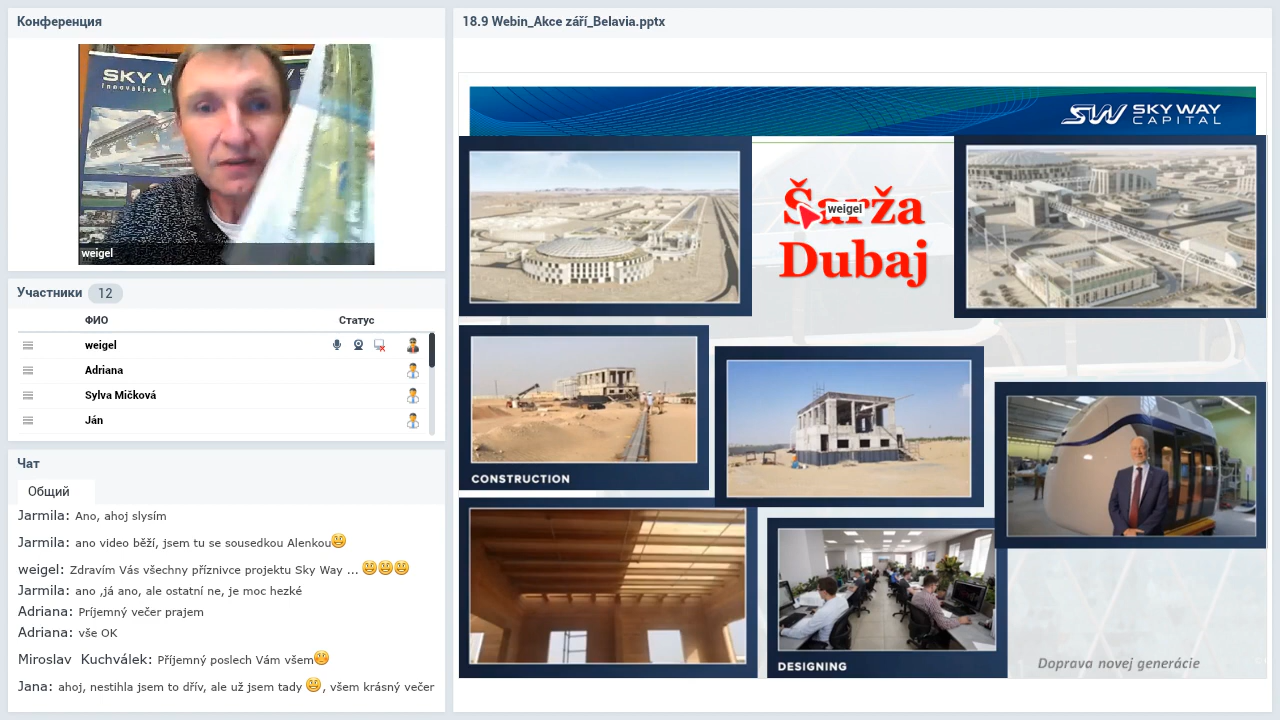 Конференция
SKY W
Innovative t
weigel
Участники 12
ФИО Статус
weigel
Adriana
Sylva Mičková
Ján
Чат
Общий
Jarmila: Ano, ahoj slysím
Jarmila: ano video běží, jsem tu se sousedkou Alenkou
weigel: Zdravím Vás všechny příznivce projektu Sky Way ...
Jarmila: ano ,já ano, ale ostatní ne, je moc hezké
Adriana: Príjemný večer prajem
Adriana: vše OK
Miroslav Kuchválek: Příjemný poslech Vám všem
Jana: ahoj, nestihla jsem to dřív, ale už jsem tady , všem krásný večer
18.9 Webin_Akce září_Belavia.pptx
SW SKY WAY
CAPITAL
Šarža
weigel
Dubaj
CONSTRUCTION
DESIGNING
Doprava novej generácie